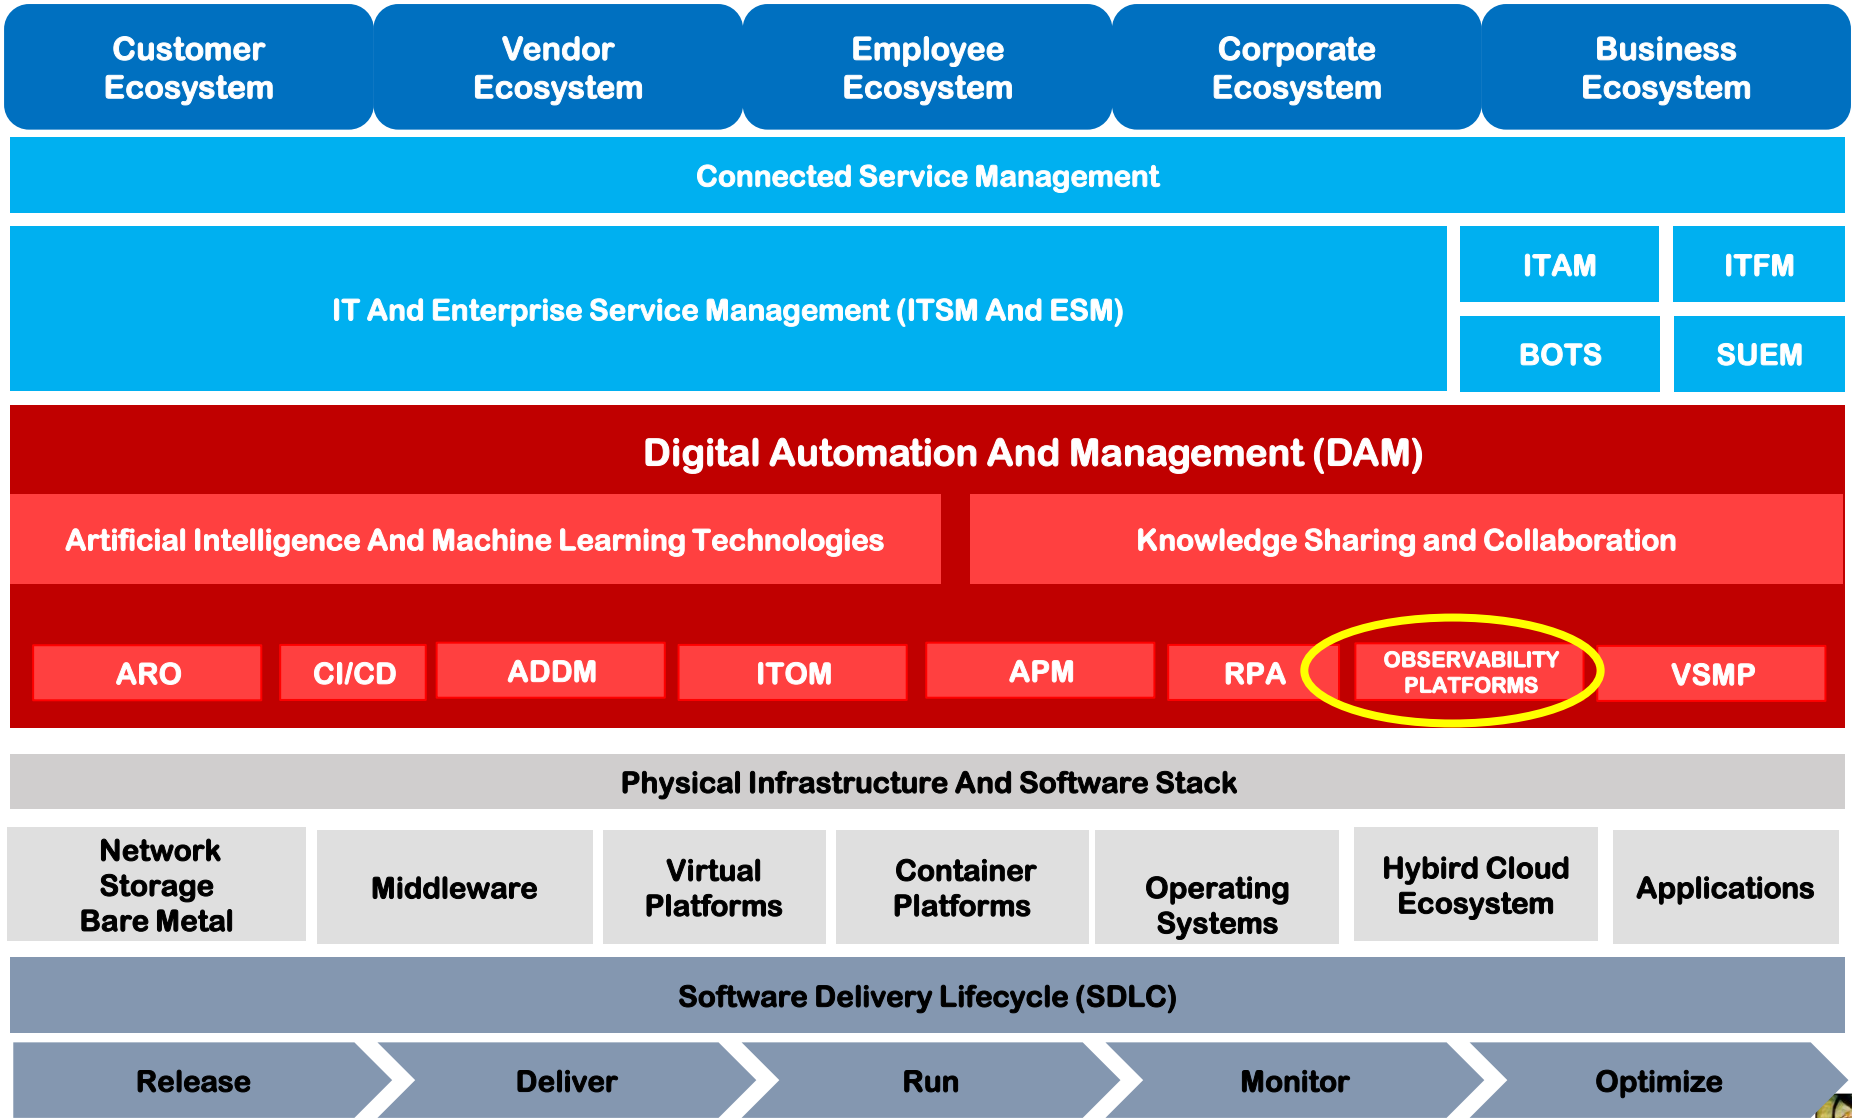 Customer
Ecosystem
Vendor
Ecosystem
Employee
Ecosystem
Corporate
Ecosystem
Business
Ecosystem
Connected Service Management
IT And Enterprise Service Management (ITSM And ESM)
ITAM
ITFM
BOTS
SUEM
Digital Automation And Management (DAM)
Artificial Intelligence And Machine Learning Technologies
Knowledge Sharing and Collaboration
ARO
CI/CD
ADDM
ITOM
APM
RPA
OBSERVABILITY
PLATFORMS
VSMP
Physical Infrastructure And Software Stack
Network
Storage
Bare Metal
Middleware
Virtual
Platforms
Container
Platforms
Operating
Systems
Hybird Cloud
Ecosystem
Applications
Software Delivery Lifecycle (SDLC)
Release
Deliver
Run
Monitor
Optimize